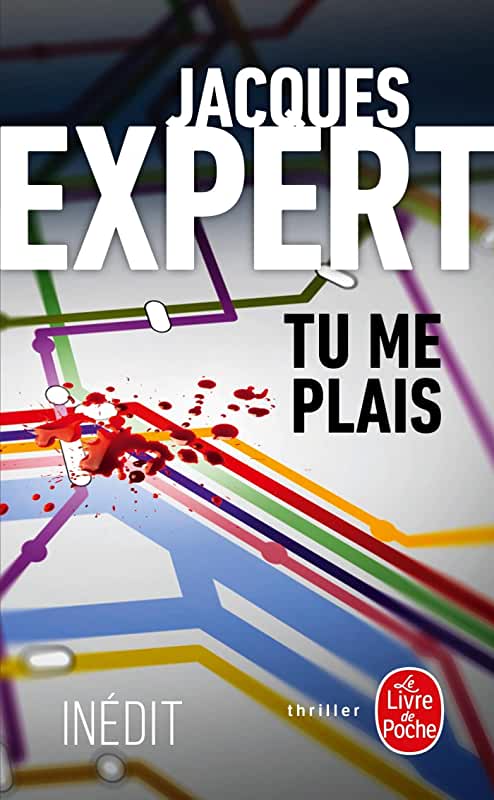 JACQUES
EXPERT
TU ME
PLAIS
INÉDIT
thriller
Le
Livre
de
Poche